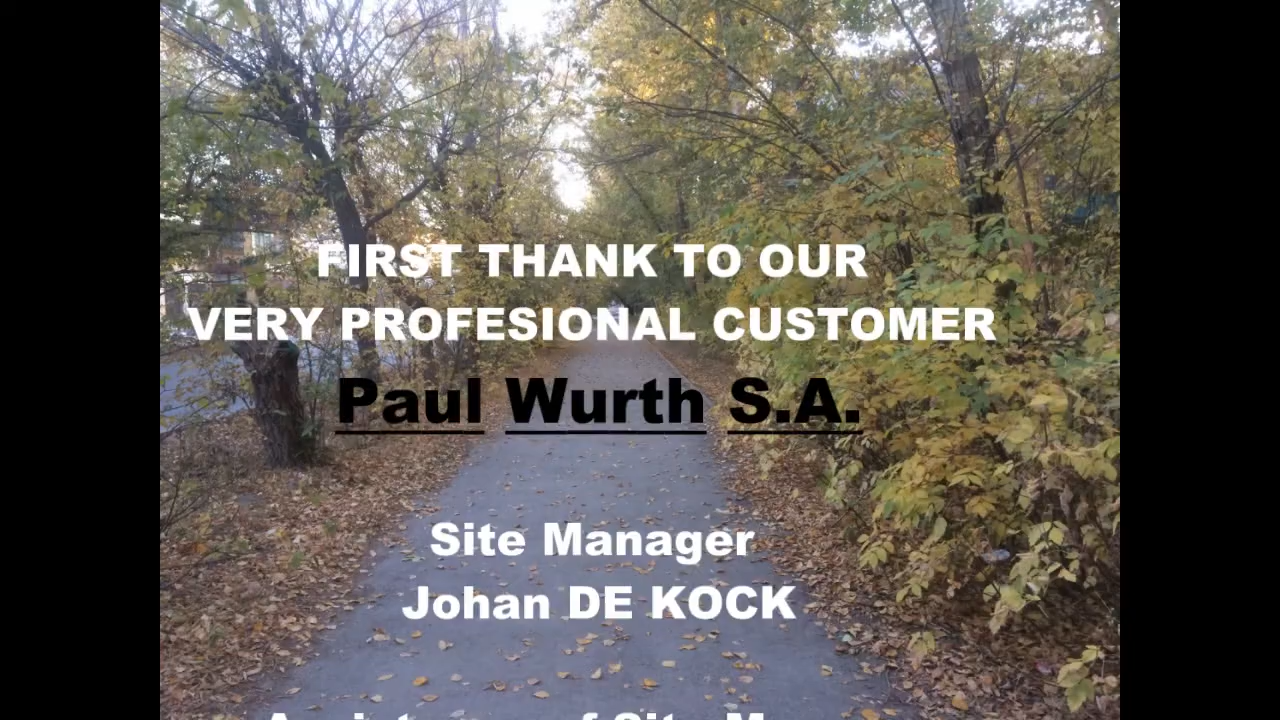 FIRST THANK TO OUR
VERY PROFESIONAL CUSTOMER
Paul Wurth S.A.
Site Manager
Johan DE KOCK